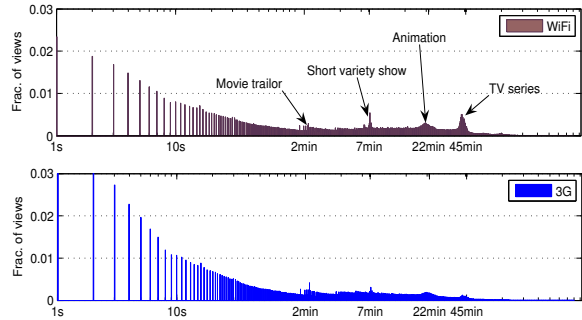 0.03
WiFi
Animation
0.02
Short variety show
Frac. of views
Movie trailor
TV series
0.01
0
1s
10s
2min
7min
22min
45min
0.03
3G
0.02
Frac. of views
0.01
0
1s
10s
2min
7min
22min
45min